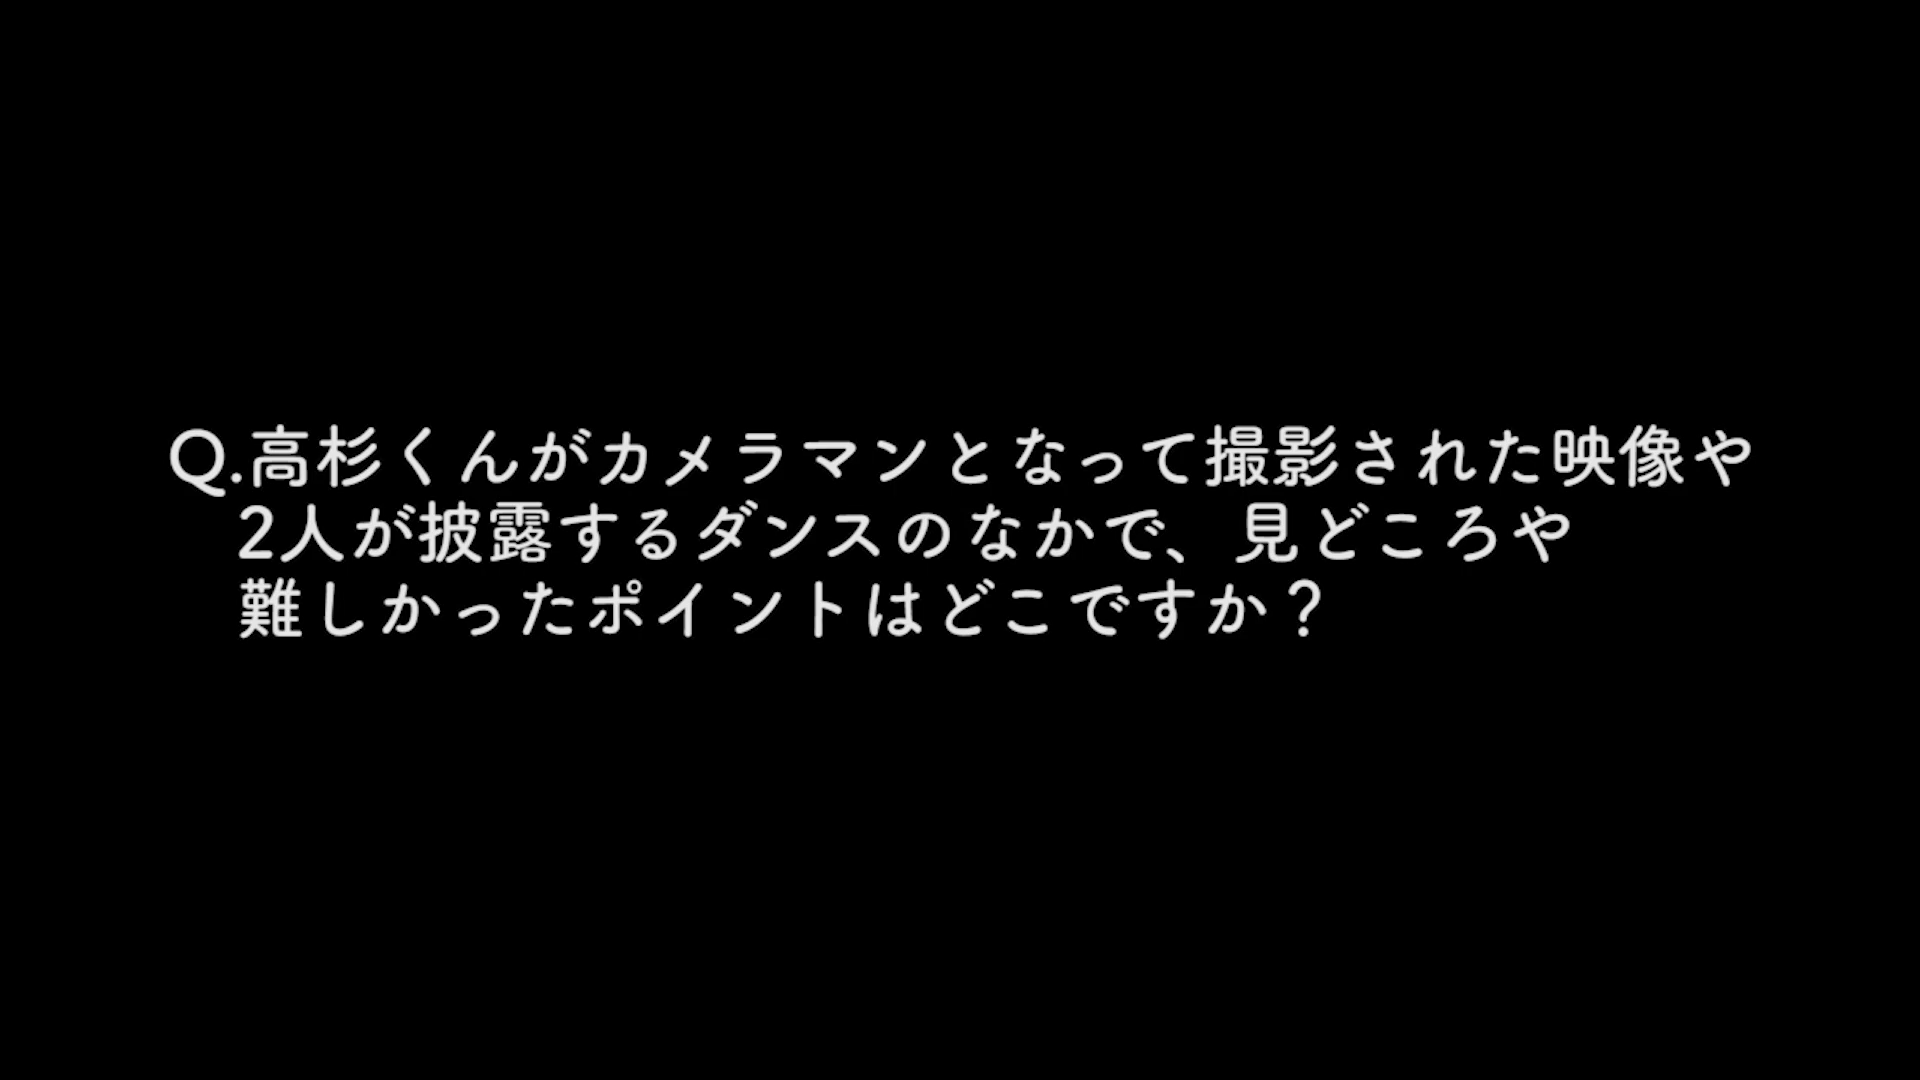 Q.高杉くんがカメラマンとなって撮影された映像や
2人が披露するダンスのなかで、見どころや
難しかったポイントはどこですか？